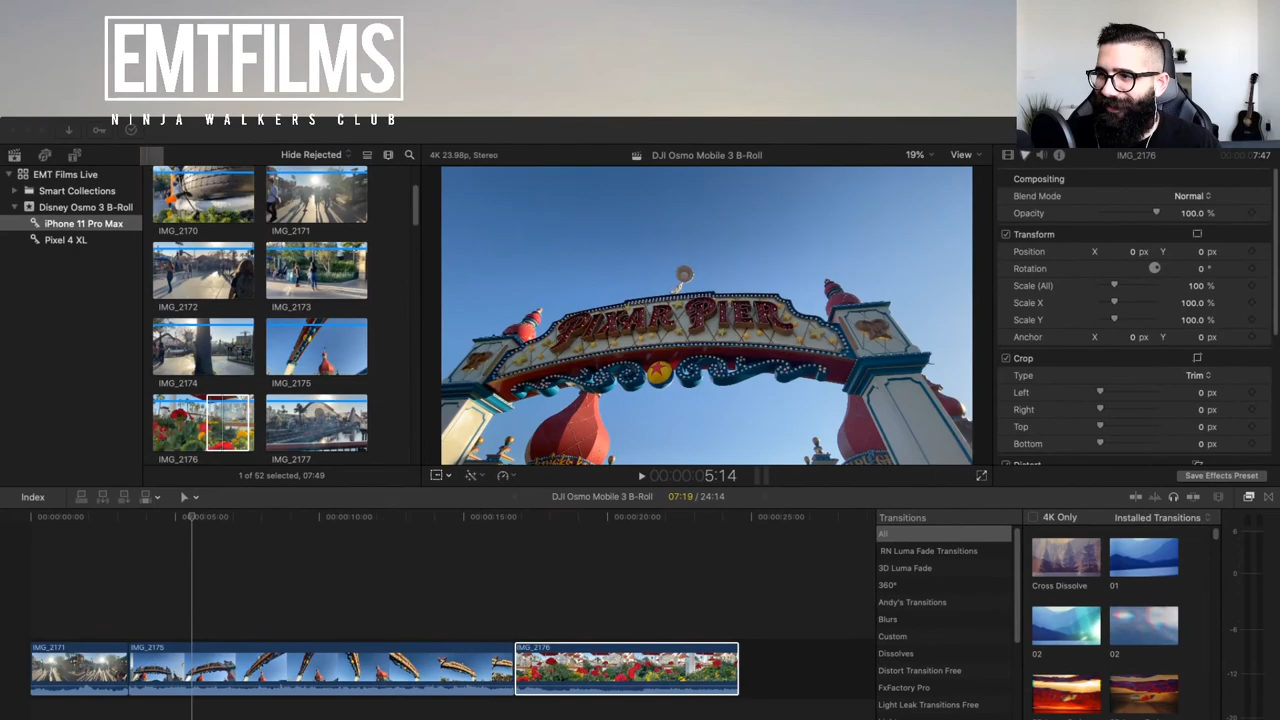 EMTFILMS
NINJA WALKERS CLUB
Hide Rejected
4K 23.98p, Stereo
DJI Osmo Mobile 3 B-Roll
19%
View
IMG_2176
7:47
EMT Films Live
Smart Collections
Disney Osmo 3 B-Roll
iPhone 11 Pro Max
Pixel 4 XL
IMG_2170
IMG_2171
IMG_2172
IMG_2173
IMG_2174
IMG_2175
IMG_2176
IMG_2177
1 of 52 selected, 07:49
PIXAR PIER
00:00:00:05:14
Compositing
Blend Mode
Normal
Opacity
100.0 %
Transform
Position
X
0 px
Y
0 px
Rotation
0 °
Scale (All)
100 %
Scale X
100.0 %
Scale Y
100.0 %
Anchor
X
0 px
Y
0 px
Crop
Type
Trim
Left
0 px
Right
0 px
Top
0 px
Bottom
0 px
Distort
Save Effects Preset
Index
DJI Osmo Mobile 3 B-Roll
07:19 / 24:14
00:00:00:00
00:00:05:00
00:00:10:00
00:00:15:00
00:00:20:00
00:00:25:00
IMG_2171
IMG_2175
IMG_2176
Transitions
All
RN Luma Fade Transitions
3D Luma Fade
360°
Andy's Transitions
Blurs
Custom
Dissolves
Distort Transition Free
FxFactory Pro
Light Leak Transitions Free
4K Only
Installed Transitions
Cross Dissolve
01
02
02
6
0
-6
-12
-30